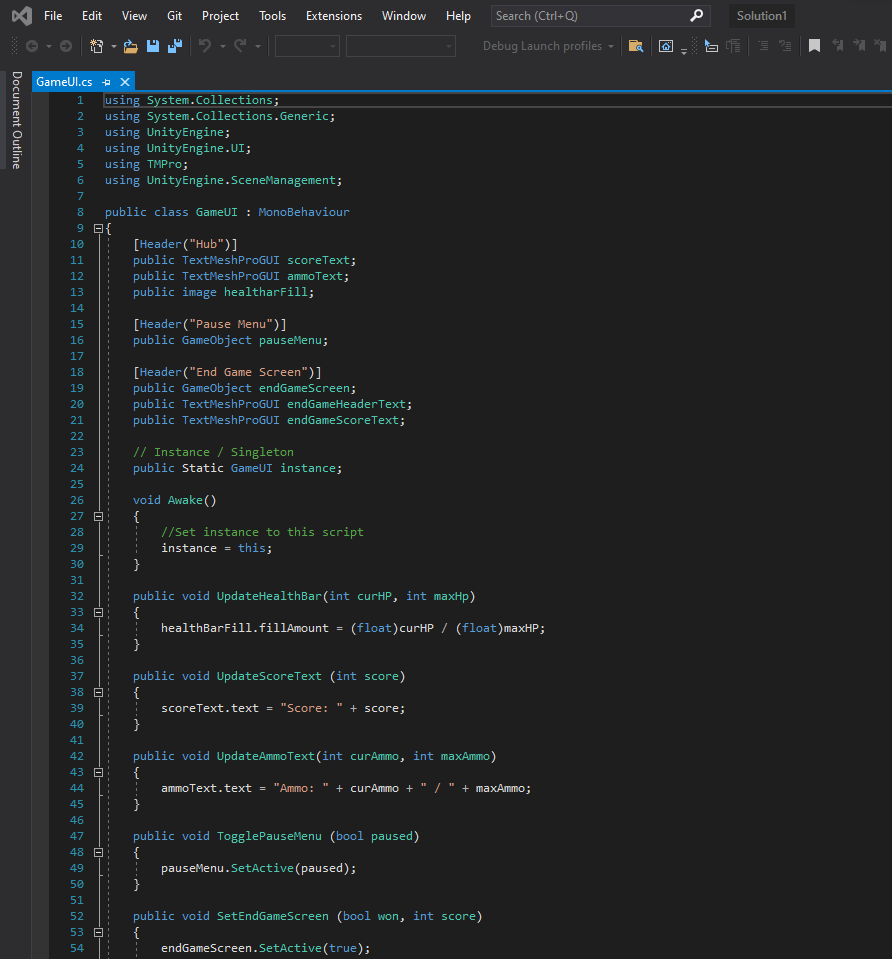 File Edit View Git Project Tools Extensions Window Help Search (Ctrl+Q) Solution1
Debug Launch profiles
Document Outline
GameUI.cs
1 using System.Collections;
2 using System.Collections.Generic;
3 using UnityEngine;
4 using UnityEngine.UI;
5 using TMPro;
6 using UnityEngine.SceneManagement;
7
8 public class GameUI : MonoBehaviour
9 {
10 [Header("Hub")]
11 public TextMeshProGUI scoreText;
12 public TextMeshProGUI ammoText;
13 public image healtharFill;
14
15 [Header("Pause Menu")]
16 public GameObject pauseMenu;
17
18 [Header("End Game Screen")]
19 public GameObject endGameScreen;
20 public TextMeshProGUI endGameHeaderText;
21 public TextMeshProGUI endGameScoreText;
22
23 // Instance / Singleton
24 public Static GameUI instance;
25
26 void Awake()
27 {
28 //Set instance to this script
29 instance = this;
30 }
31
32 public void UpdateHealthBar(int curHP, int maxHp)
33 {
34 healthBarFill.fillAmount = (float)curHP / (float)maxHP;
35 }
36
37 public void UpdateScoreText (int score)
38 {
39 scoreText.text = "Score: " + score;
40 }
41
42 public void UpdateAmmoText(int curAmmo, int maxAmmo)
43 {
44 ammoText.text = "Ammo: " + curAmmo + " / " + maxAmmo;
45 }
46
47 public void TogglePauseMenu (bool paused)
48 {
49 pauseMenu.SetActive(paused);
50 }
51
52 public void SetEndGameScreen (bool won, int score)
53 {
54 endGameScreen.SetActive(true);